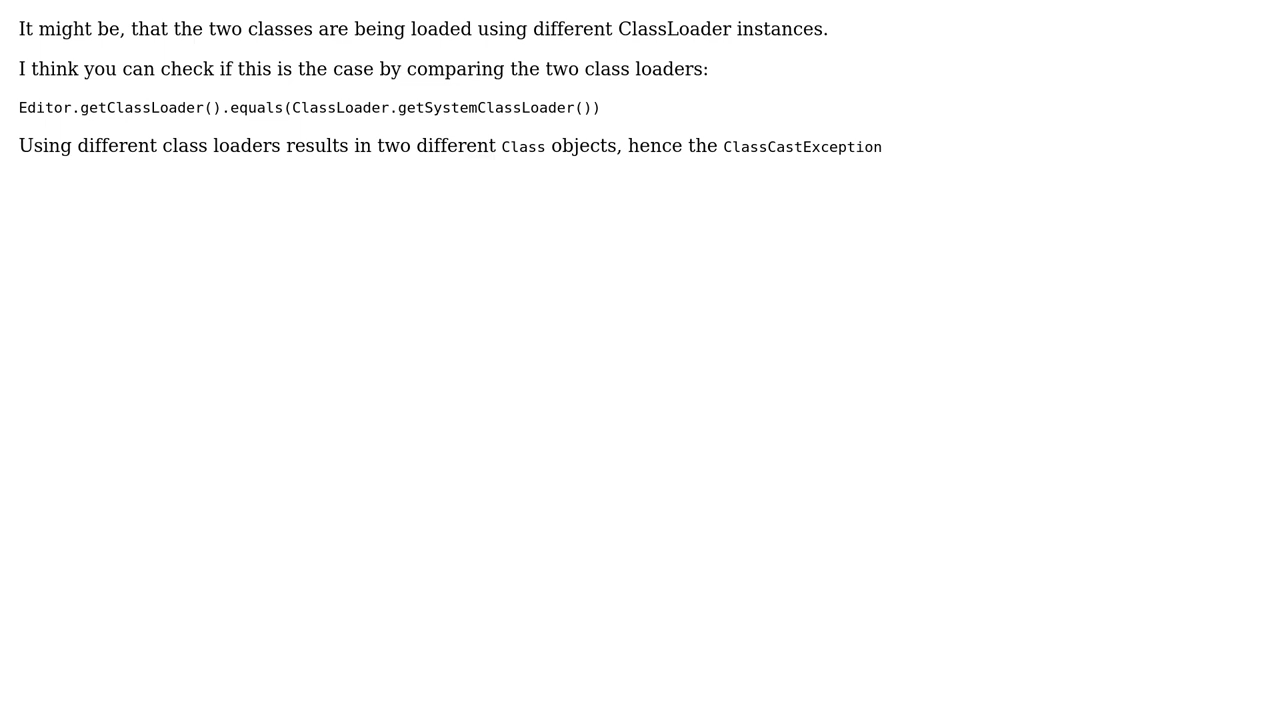 It might be, that the two classes are being loaded using different ClassLoader instances.
I think you can check if this is the case by comparing the two class loaders:
Editor.getClassLoader().equals(ClassLoader.getSystemClassLoader())
Using different class loaders results in two different Class objects, hence the ClassCastException